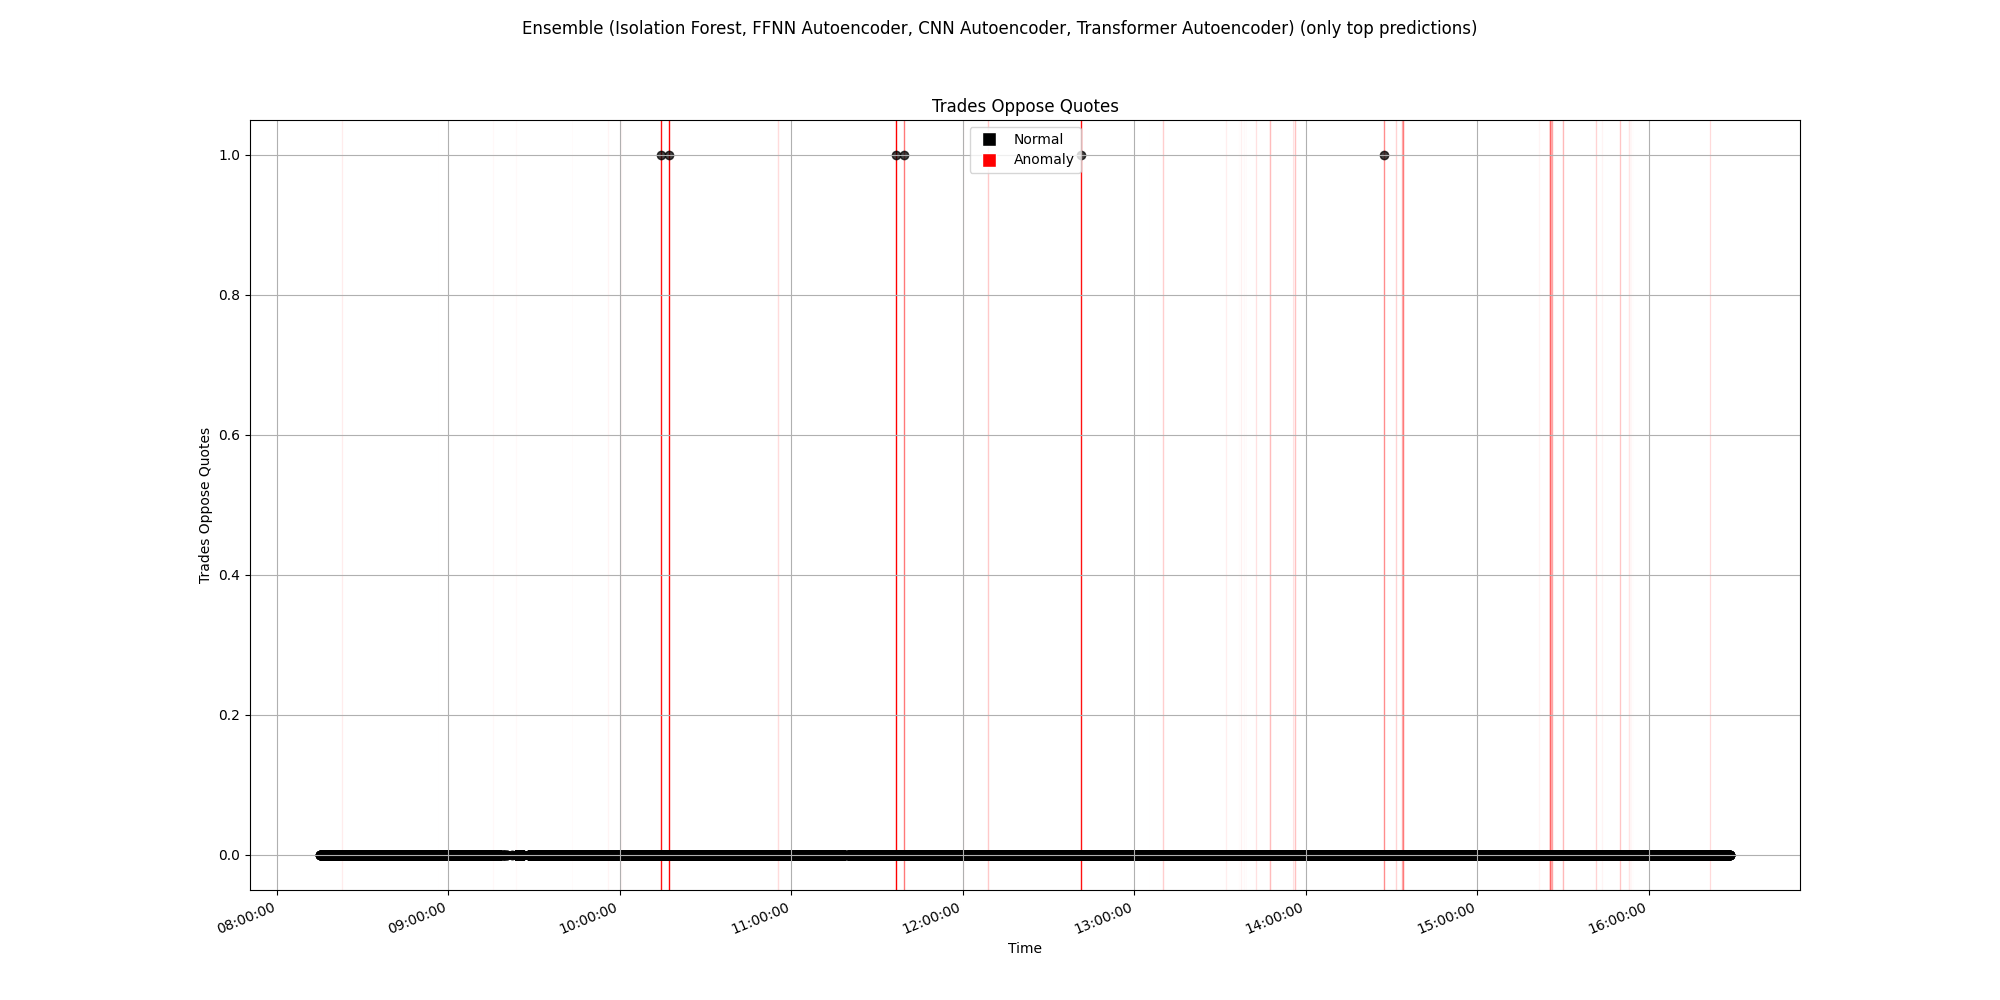 Ensemble (Isolation Forest, FFNN Autoencoder, CNN Autoencoder, Transformer Autoencoder) (only top predictions)
Trades Oppose Quotes
Normal
Anomaly
1.0
0.8
0.6
0.4
0.2
0.0
Trades Oppose Quotes
08:00:00
09:00:00
10:00:00
11:00:00
12:00:00
13:00:00
14:00:00
15:00:00
16:00:00
Time